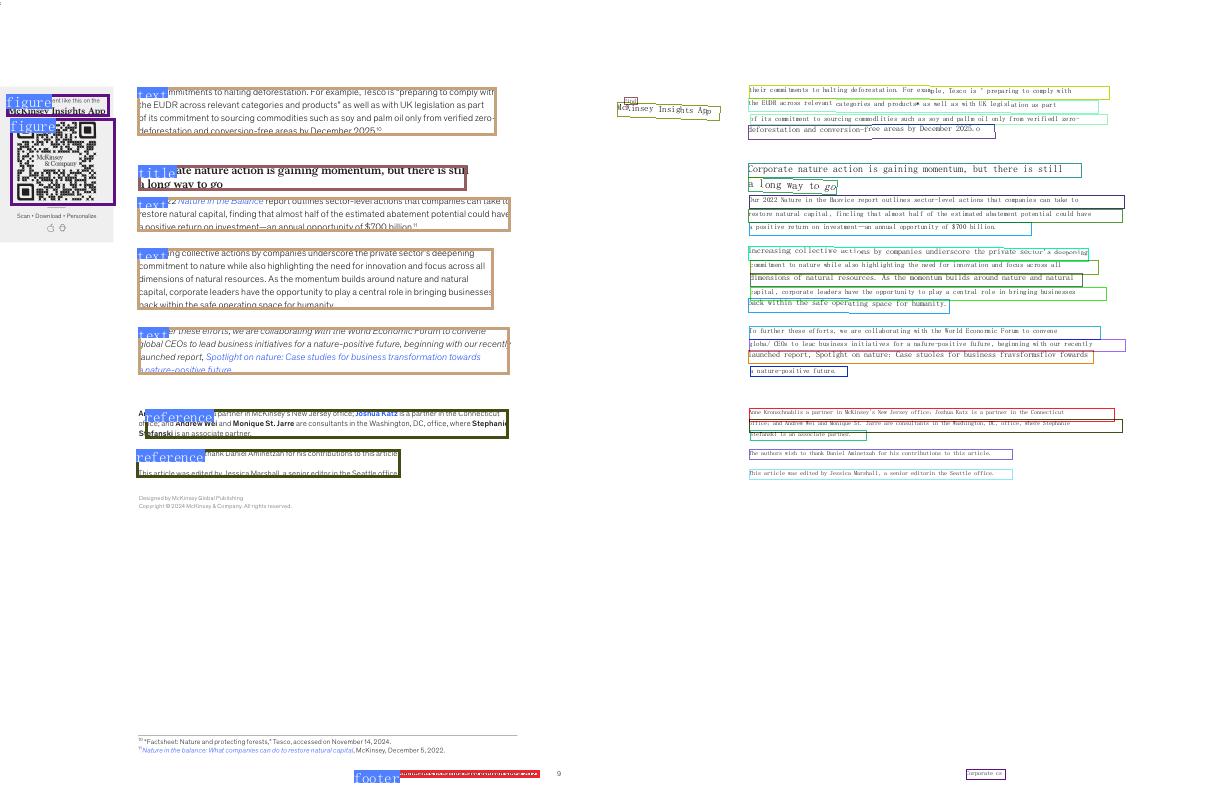 figure
ent like this on the
McKinsey Insights App
figure
McKinsey
& Company
Scan • Download • Personalize
text
mmitments to halting deforestation. For example, Tesco is "preparing to comply with
the EUDR across relevant categories and products" as well as with UK legislation as part
of its commitment to sourcing commodities such as soy and palm oil only from verified zero-
deforestation and conversion-free areas by December 2025.10
title
ate nature action is gaining momentum, but there is still
a long way to go
text
22 Nature in the Balance report outlines sector-level actions that companies can take to
restore natural capital, finding that almost half of the estimated abatement potential could have
a positive return on investment—an annual opportunity of $700 billion.11
text
ng collective actions by companies underscore the private sector's deepening
commitment to nature while also highlighting the need for innovation and focus across all
dimensions of natural resources. As the momentum builds around nature and natural
capital, corporate leaders have the opportunity to play a central role in bringing businesses
back within the safe operating space for humanity.
text
er these efforts, we are collaborating with the World Economic Forum to convene
global CEOs to lead business initiatives for a nature-positive future, beginning with our recently
launched report, Spotlight on nature: Case studies for business transformation towards
a nature-positive future.
reference
partner in McKinsey's New Jersey office; Joshua Katz is a partner in the Connecticut
office; and Andrew Wei and Monique St. Jarre are consultants in the Washington, DC, office, where Stephanie
Stefanski is an associate partner.
reference
hank Daniel Aminetzah for his contributions to this article.
This article was edited by Jessica Marshall, a senior editor in the Seattle office.
Designed by McKinsey Global Publishing
Copyright © 2024 McKinsey & Company. All rights reserved.
10 "Factsheet: Nature and protecting forests," Tesco, accessed on November 14, 2024.
11 Nature in the balance: What companies can do to restore natural capital, McKinsey, December 5, 2022.
footer
9
McKinsey Insights App
their commitments to halting deforestation. For example, Tesco is " preparing to comply with
the EUDR across relevant categories and products* as well as with UK legislation as part
of its commitment to sourcing commodlities such as soy and pallm oil only from verifiedl zero-
deforestation and conversion-free areas by December 2025.o
Corporate nature action is gaining momentum, but there is still
a long way to go
Our 2022 Nature in the Baavice report outlines sector-level actions that companies can take to
restore natural capital, fincling that almost half of the estimated abatement potential could have
a positive return on investment—an annual opportunity of $700 billion.
Increasing collective actions by companies undierscore the private sector's deepening
commitment to nature while also highlighting the need for innovation and focus across all
dimensions of natural resources. As the momentum builds around nature and natural
capital, corporate leaders have the opportunity to play a central role in bringing businesses
back within the safe operating space for humanity.
To further these efforts, we are collaborating with the World Economic Forum to convene
globa/ CEOs to leac business initiatives for a nafure-positive fufure, beginning with our recently
launched report, Spotlight on nature: Case stuoles for business fravsformsflov fowards
a nature-positive future.
Anne Kronschnabl is a partner in McKinsey's New Jersey office; Joshua Katz is a partner in the Connecticut
office; and Andrew Wei and Monique St. Jarre are consultants in the Washington, DC, office, where Stephanie
Stefanski is an associate partner.
The authors wish to thank Daniel Aminetzah for his contributions to this article.
This article was edited by Jessica Marshall, a senior editorin the Seattle office.
Corporate co